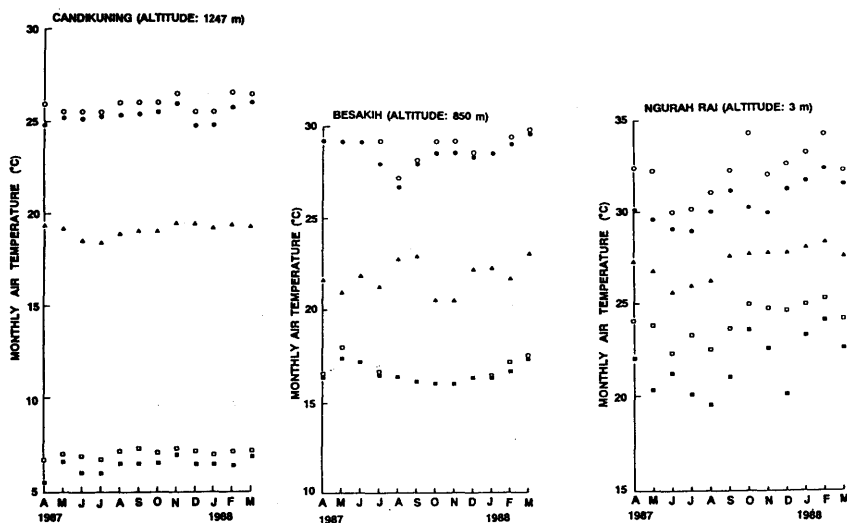 CANDIKUNING (ALTITUDE: 1247 m)
MONTHLY AIR TEMPERATURE (°C)
30
25
20
15
10
5
A M J J A S O N D J F M
1987 1988
BESAKIH (ALTITUDE: 850 m)
MONTHLY AIR TEMPERATURE (°C)
30
25
20
15
10
A M J J A S O N D J F M
1987 1988
NGURAH RAI (ALTITUDE: 3 m)
MONTHLY AIR TEMPERATURE (°C)
35
30
25
20
15
A M J J A S O N D J F M
1987 1988